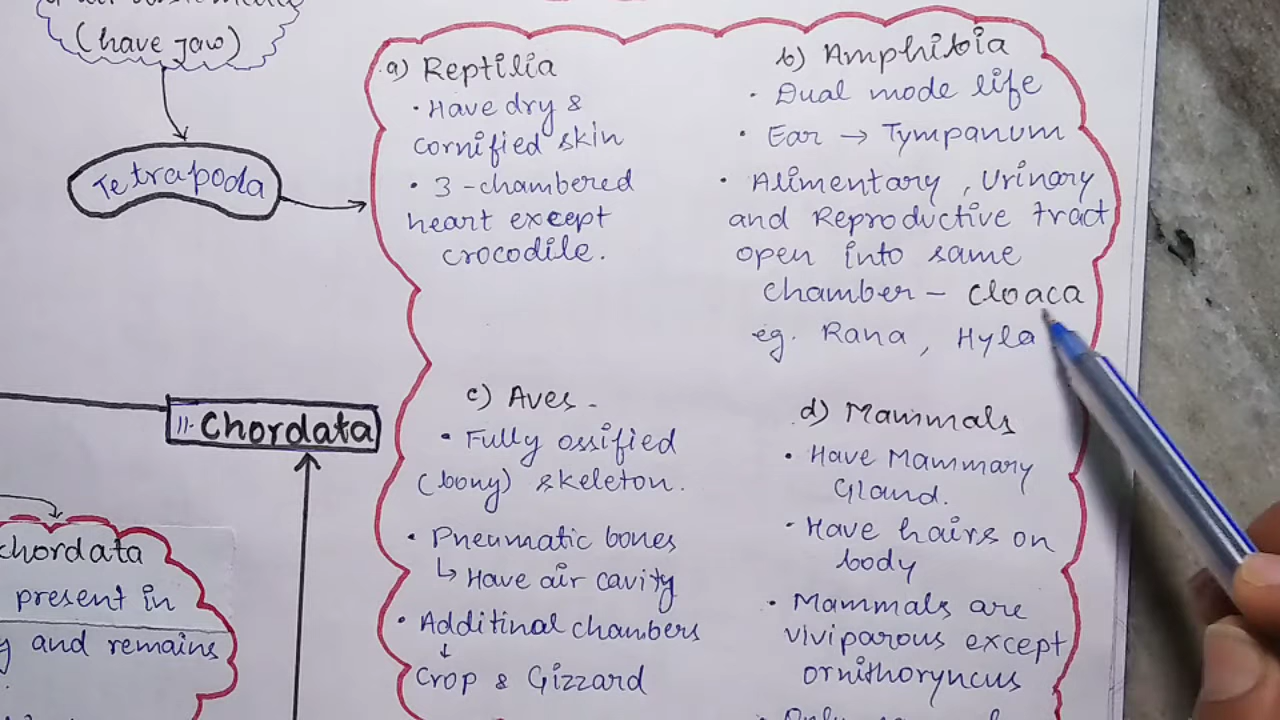 (have jaw)
Tetrapoda
a) Reptilia
• Have dry &
cornified skin
• 3-chambered
heart except
crocodile.
b) Amphibia
• Dual mode life
• Ear → Tympanum
• Alimentary, Urinary
and Reproductive tract
open into same
chamber - cloaca
eg. Rana, Hyla
11. Chordata
c) Aves -
• Fully ossified
(bony) skeleton.
• Pneumatic bones
↳ Have air cavity
• Additinal chambers
↓
Crop & Gizzard
d) Mammals
• Have Mammary
Gland.
• Have hairs on
body
• Mammals are
viviparous except
ornithoryncus
chordata
present in
y and remains